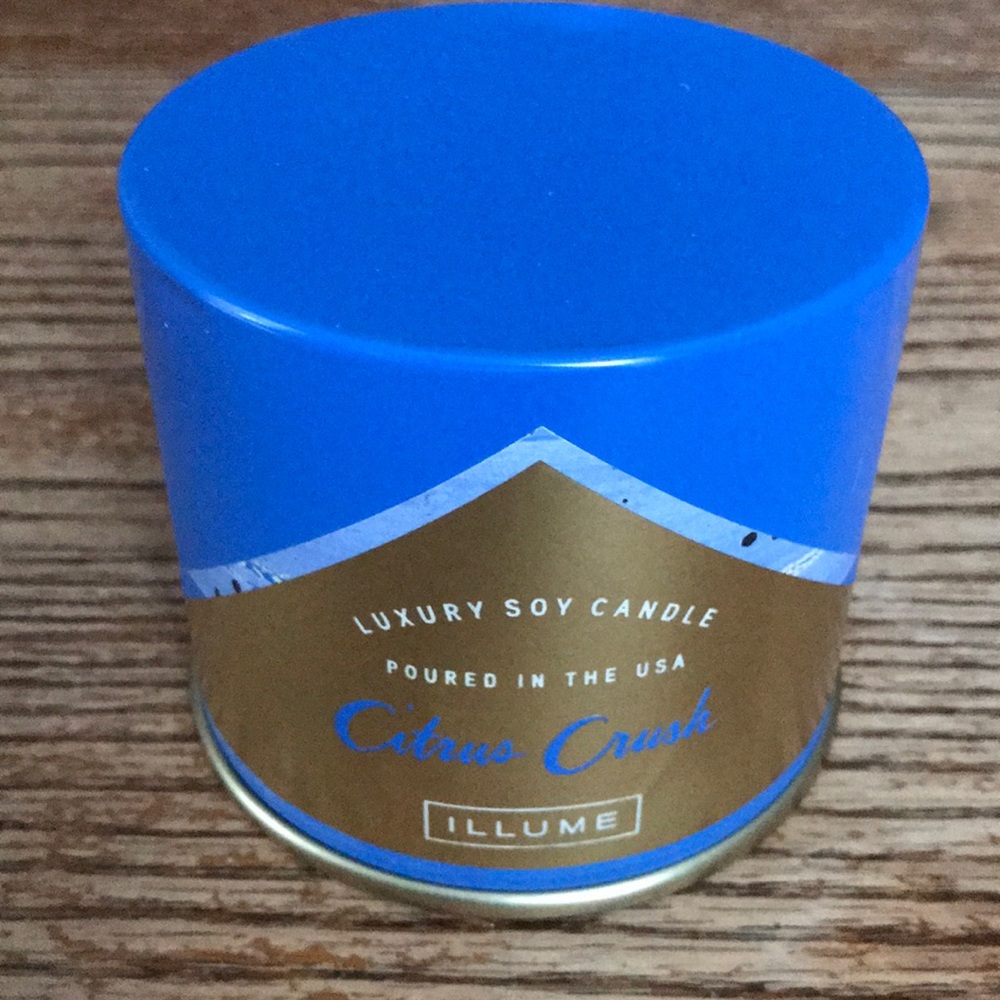 LUXURY SOY CANDLE
POURED IN THE USA
Citrus Crush
ILLUME